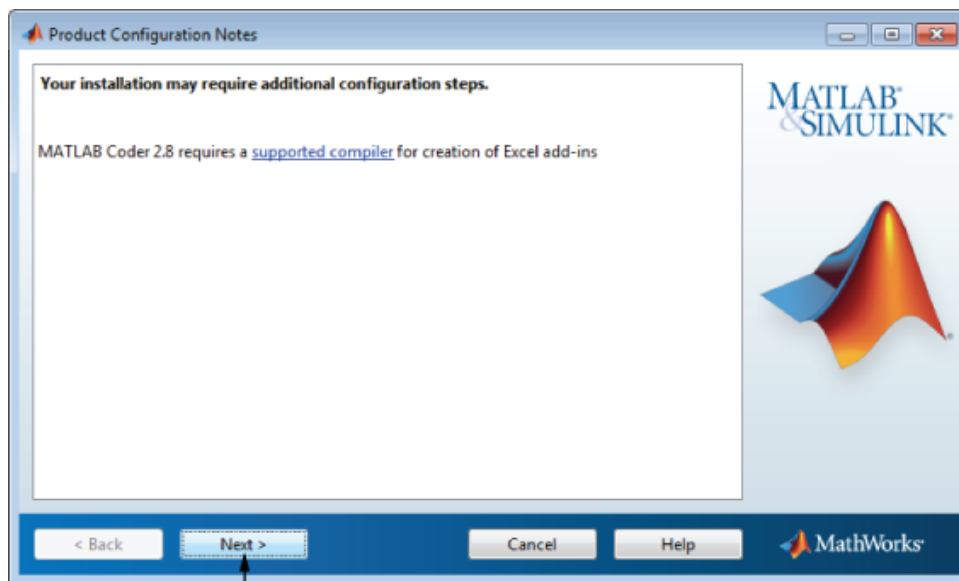 Product Configuration Notes
Your installation may require additional configuration steps.
MATLAB Coder 2.8 requires a supported compiler for creation of Excel add-ins
MATLAB®
&SIMULINK®
®
< Back
Next >
Cancel
Help
MathWorks®